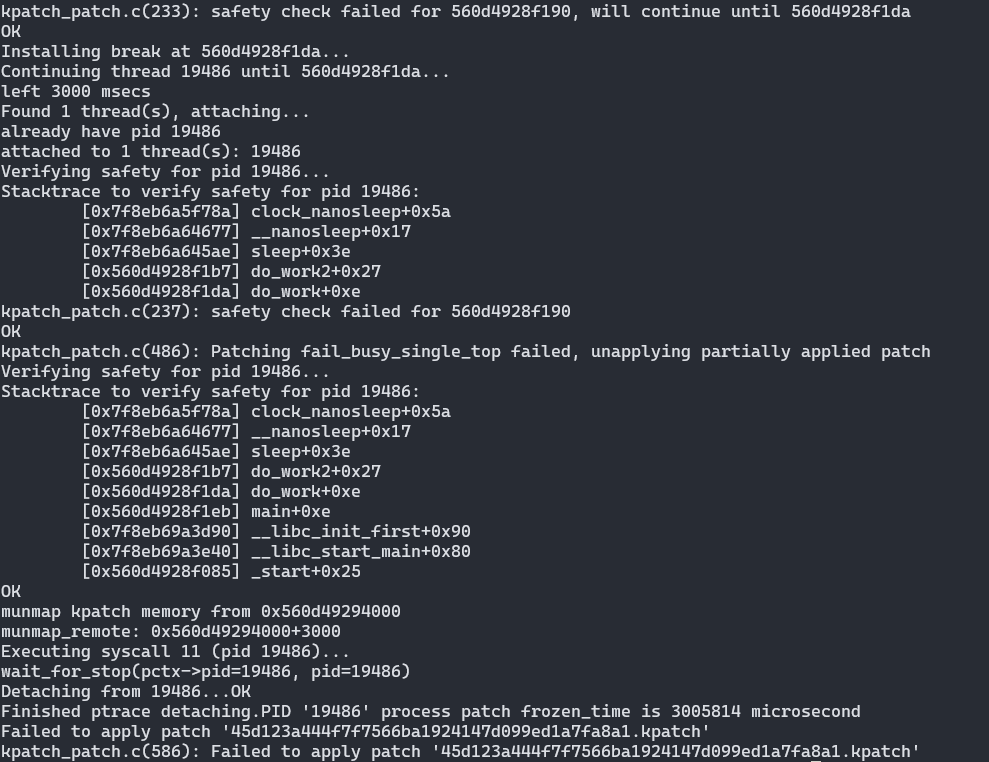 kpatch_patch.c(233): safety check failed for 560d4928f190, will continue until 560d4928f1da
OK
Installing break at 560d4928f1da...
Continuing thread 19486 until 560d4928f1da...
left 3000 msecs
Found 1 thread(s), attaching...
already have pid 19486
attached to 1 thread(s): 19486
Verifying safety for pid 19486...
Stacktrace to verify safety for pid 19486:
        [0x7f8eb6a5f78a] clock_nanosleep+0x5a
        [0x7f8eb6a64677] __nanosleep+0x17
        [0x7f8eb6a645ae] sleep+0x3e
        [0x560d4928f1b7] do_work2+0x27
        [0x560d4928f1da] do_work+0xe
kpatch_patch.c(237): safety check failed for 560d4928f190
OK
kpatch_patch.c(486): Patching fail_busy_single_top failed, unapplying partially applied patch
Verifying safety for pid 19486...
Stacktrace to verify safety for pid 19486:
        [0x7f8eb6a5f78a] clock_nanosleep+0x5a
        [0x7f8eb6a64677] __nanosleep+0x17
        [0x7f8eb6a645ae] sleep+0x3e
        [0x560d4928f1b7] do_work2+0x27
        [0x560d4928f1da] do_work+0xe
        [0x560d4928f1eb] main+0xe
        [0x7f8eb69a3d90] __libc_init_first+0x90
        [0x7f8eb69a3e40] __libc_start_main+0x80
        [0x560d4928f085] _start+0x25
OK
munmap kpatch memory from 0x560d49294000
munmap_remote: 0x560d49294000+3000
Executing syscall 11 (pid 19486)...
wait_for_stop(pctx->pid=19486, pid=19486)
Detaching from 19486...OK
Finished ptrace detaching.PID '19486' process patch frozen_time is 3005814 microsecond
Failed to apply patch '45d123a444f7f7566ba1924147d099ed1a7fa8a1.kpatch'
kpatch_patch.c(586): Failed to apply patch '45d123a444f7f7566ba1924147d099ed1a7fa8a1.kpatch'